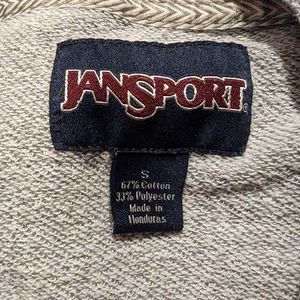 JANSPORT
S
67% Cotton
33% Polyester
Made in
Honduras